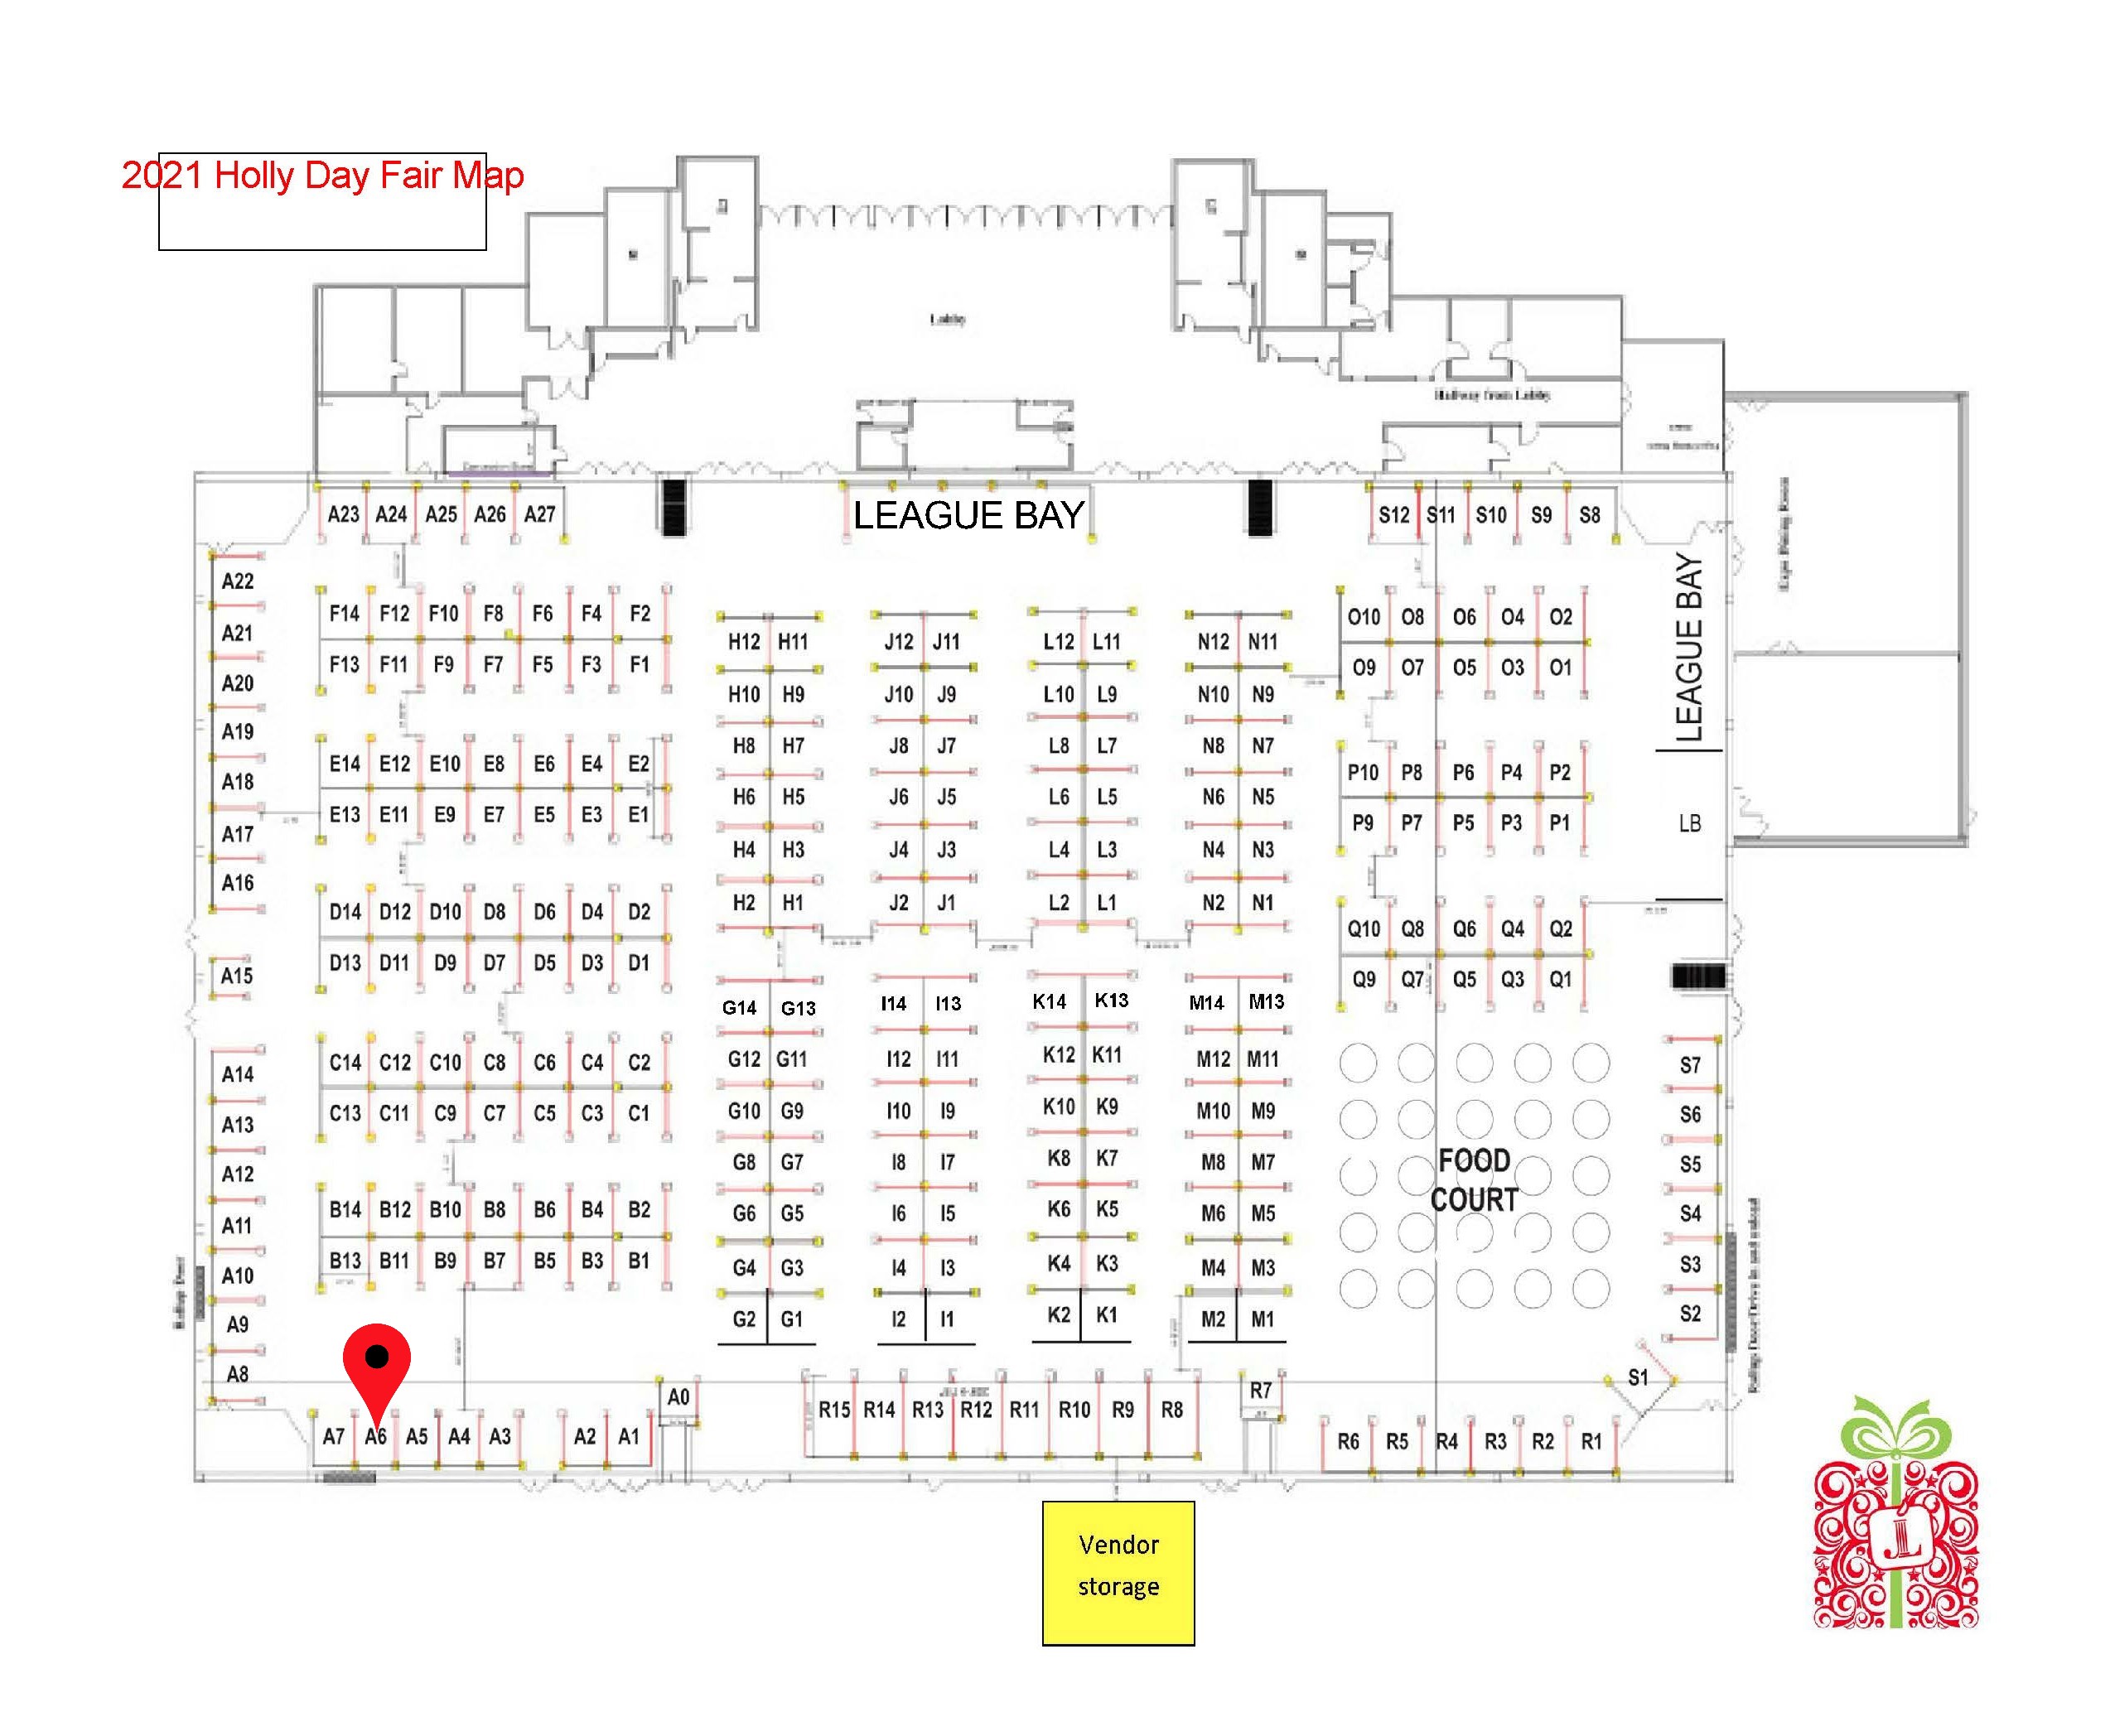 2021 Holly Day Fair Map
Lobby
Hallway from Lobby
LEAGUE BAY
A23 A24 A25 A26 A27
S12 S11 S10 S9 S8
A22
A21
A20
A19
A18
A17
A16
A15
A14
A13
A12
A11
A10
A9
A8
F14 F12 F10 F8 F6 F4 F2
F13 F11 F9 F7 F5 F3 F1
E14 E12 E10 E8 E6 E4 E2
E13 E11 E9 E7 E5 E3 E1
D14 D12 D10 D8 D6 D4 D2
D13 D11 D9 D7 D5 D3 D1
C14 C12 C10 C8 C6 C4 C2
C13 C11 C9 C7 C5 C3 C1
B14 B12 B10 B8 B6 B4 B2
B13 B11 B9 B7 B5 B3 B1
H12 H11
H10 H9
H8 H7
H6 H5
H4 H3
H2 H1
G14 G13
G12 G11
G10 G9
G8 G7
G6 G5
G4 G3
G2 G1
J12 J11
J10 J9
J8 J7
J6 J5
J4 J3
J2 J1
I14 I13
I12 I11
I10 I9
I8 I7
I6 I5
I4 I3
I2 I1
L12 L11
L10 L9
L8 L7
L6 L5
L4 L3
L2 L1
K14 K13
K12 K11
K10 K9
K8 K7
K6 K5
K4 K3
K2 K1
N12 N11
N10 N9
N8 N7
N6 N5
N4 N3
N2 N1
M14 M13
M12 M11
M10 M9
M8 M7
M6 M5
M4 M3
M2 M1
O10 O8 O6 O4 O2
O9 O7 O5 O3 O1
P10 P8 P6 P4 P2
P9 P7 P5 P3 P1
Q10 Q8 Q6 Q4 Q2
Q9 Q7 Q5 Q3 Q1
LEAGUE BAY
LB
FOOD
COURT
S7
S6
S5
S4
S3
S2
S1
A7 A6 A5 A4 A3
A2 A1
A0
R15 R14 R13 R12 R11 R10 R9 R8
R7
R6 R5 R4 R3 R2 R1
Vendor
storage
JL